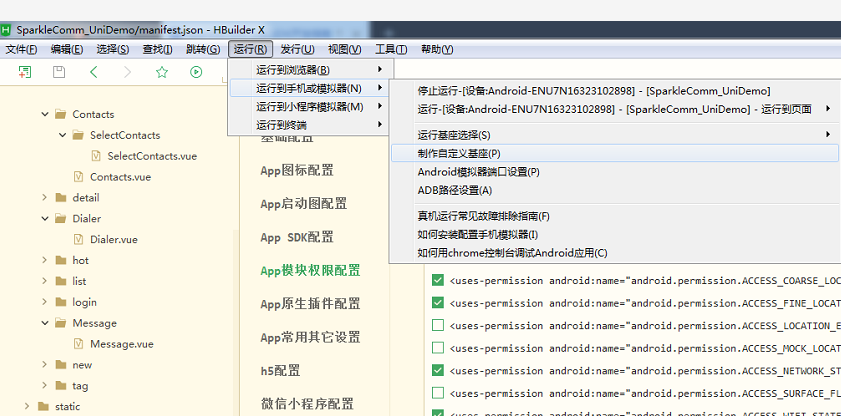 SparkleComm_UniDemo/manifest.json - HBuilder X
文件(F) 编辑(E) 选择(S) 查找(I) 跳转(G) 运行(R) 发行(U) 视图(V) 工具(T) 帮助(Y)
运行到浏览器(B)
运行到手机或模拟器(N)
运行到小程序模拟器(M)
运行到终端
停止运行-[设备:Android-ENU7N16323102898] - [SparkleComm_UniDemo]
运行-[设备:Android-ENU7N16323102898] - [SparkleComm_UniDemo] - 运行到页面
运行基座选择(S)
制作自定义基座(P)
Android模拟器端口设置(P)
ADB路径设置(A)
真机运行常见故障排除指南(F)
如何安装配置手机模拟器(I)
如何用chrome控制台调试Android应用(C)
Contacts
SelectContacts
SelectContacts.vue
Contacts.vue
detail
Dialer
Dialer.vue
hot
list
login
Message
Message.vue
new
tag
static
基础配置
App图标配置
App启动图配置
App SDK配置
App模块权限配置
App原生插件配置
App常用其它设置
h5配置
微信小程序配置
<uses-permission android:name="android.permission.ACCESS_COARSE_LOC
<uses-permission android:name="android.permission.ACCESS_FINE_LOCAT
<uses-permission android:name="android.permission.ACCESS_LOCATION_E
<uses-permission android:name="android.permission.ACCESS_MOCK_LOCAT
<uses-permission android:name="android.permission.ACCESS_NETWORK_ST
<uses-permission android:name="android.permission.ACCESS_SURFACE_FL
<uses-permission android:name="android.permission.ACCESS_WIFI_STATE